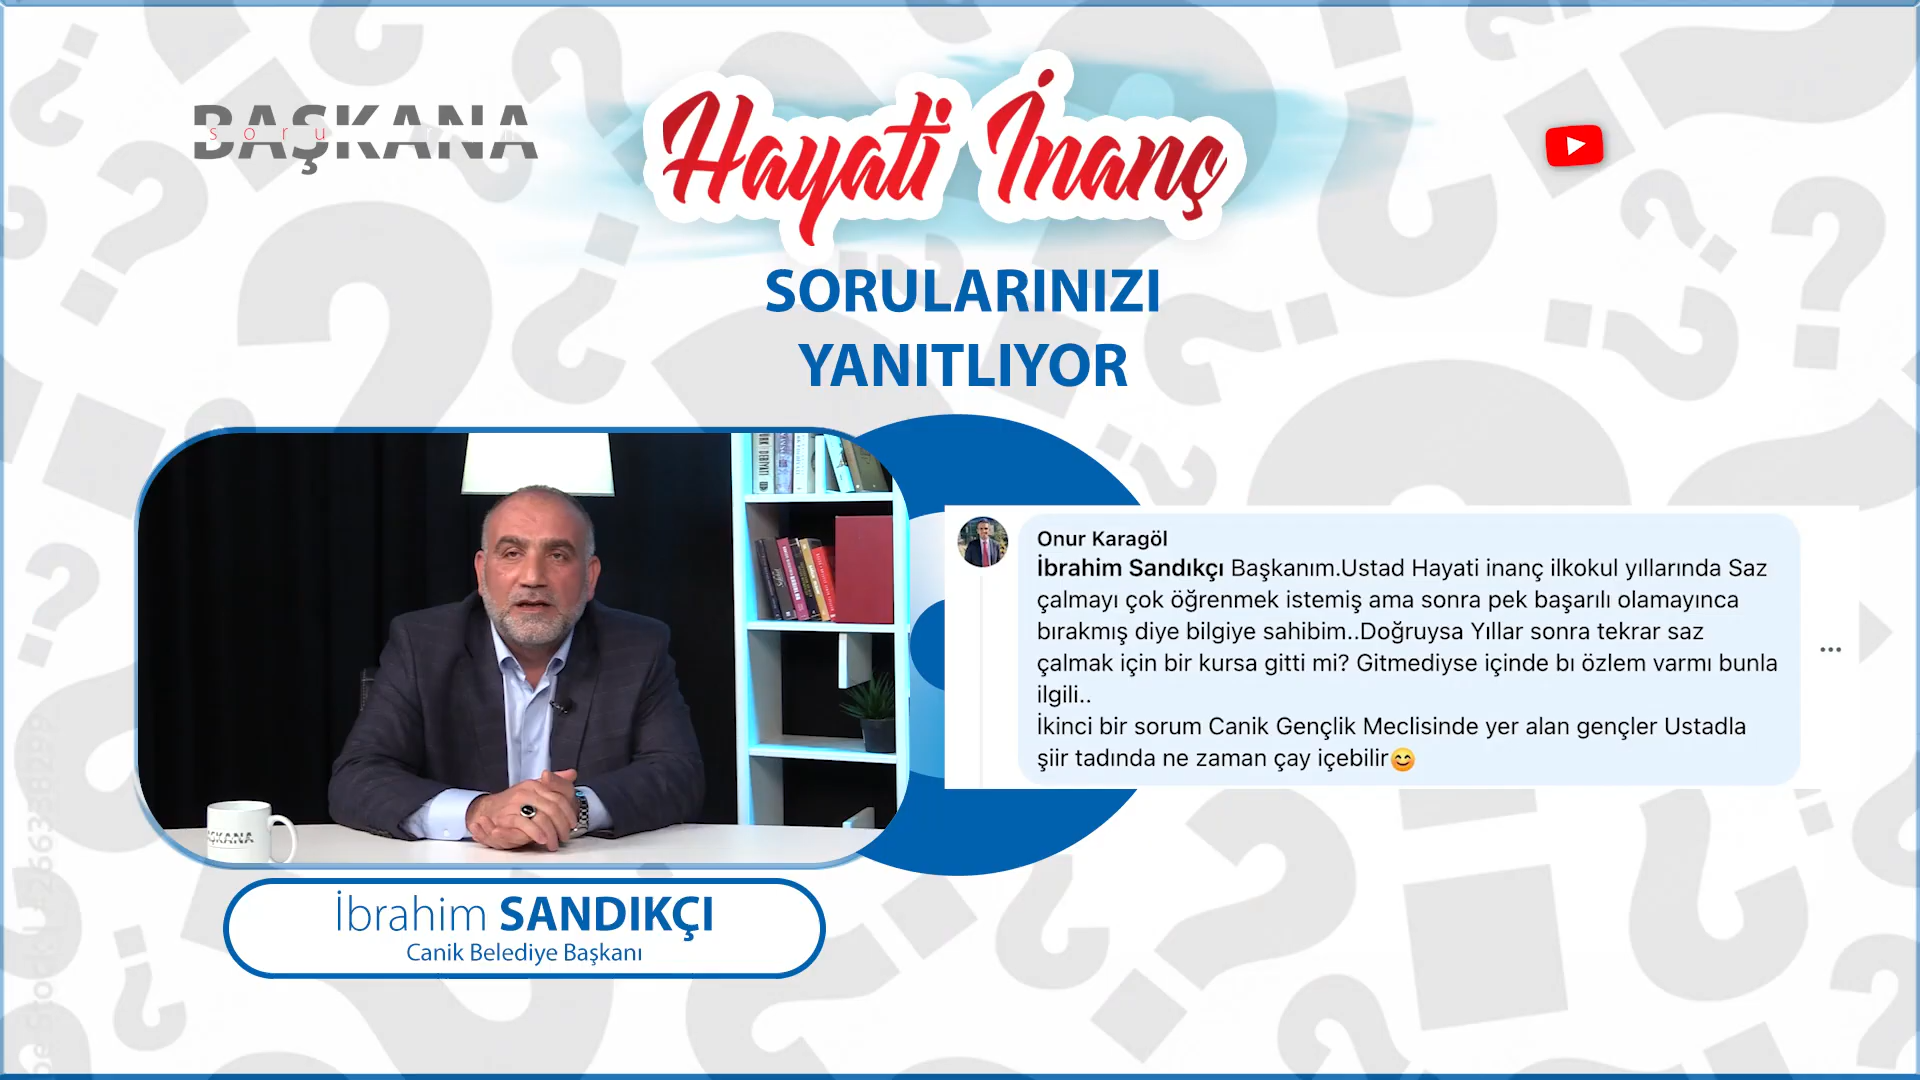 BAŞKANA
soru
Hayati İnanç
SORULARINIZI
YANITLIYOR
Onur Karagöl
İbrahim Sandıkçı Başkanım.Ustad Hayati inanç ilkokul yıllarında Saz
çalmayı çok öğrenmek istemiş ama sonra pek başarılı olamayınca
bırakmış diye bilgiye sahibim..Doğruysa Yıllar sonra tekrar saz
çalmak için bir kursa gitti mi? Gitmediyse içinde bı özlem varmı bunla
ilgili..
İkinci bir sorum Canik Gençlik Meclisinde yer alan gençler Ustadla
şiir tadında ne zaman çay içebilir😊
İbrahim SANDIKÇI
Canik Belediye Başkanı